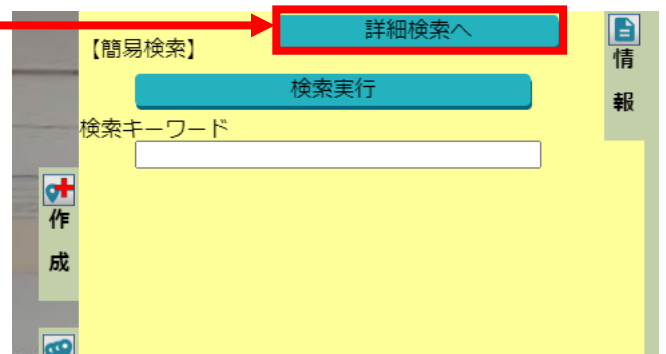 詳細検索へ
【簡易検索】
検索実行
検索キーワード
情
報
作
成